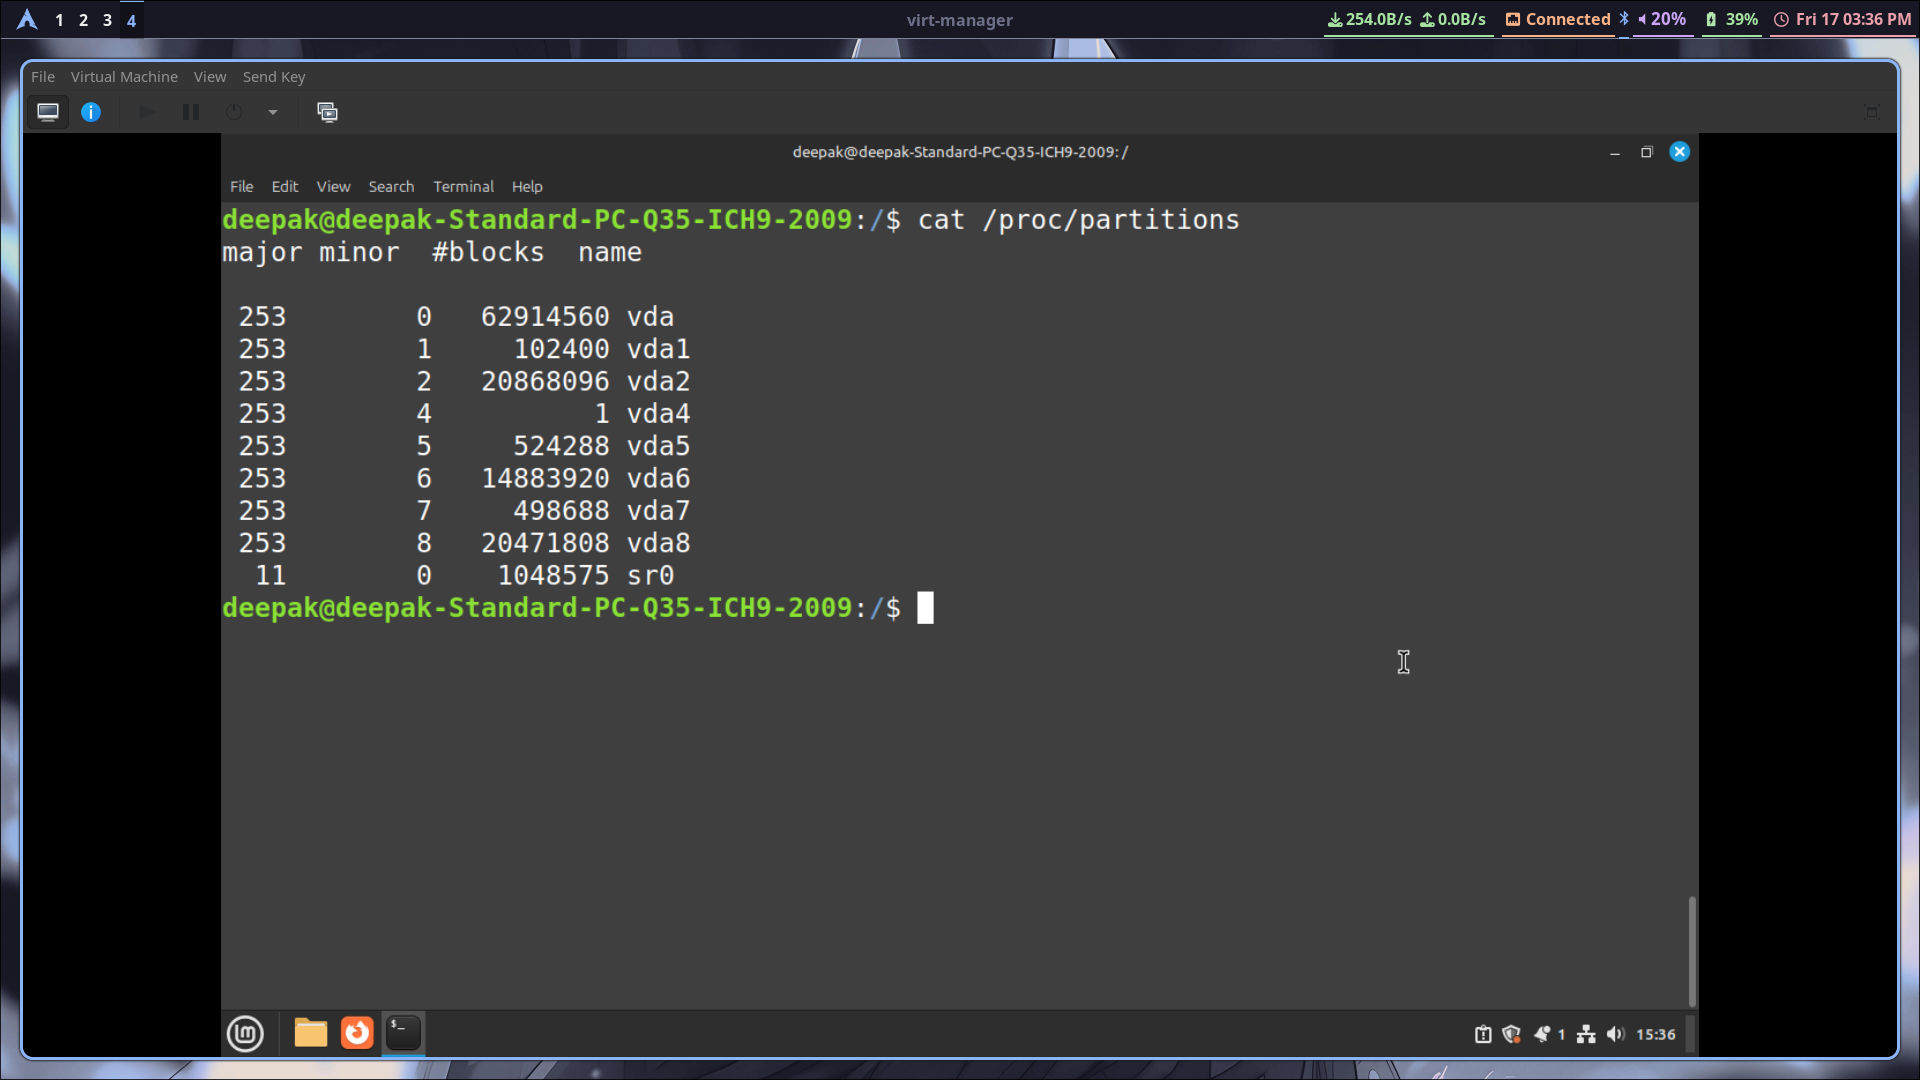 1 2 3 4 virt-manager 254.0B/s 0.0B/s Connected 20% 39% Fri 17 03:36 PM
File Virtual Machine View Send Key
deepak@deepak-Standard-PC-Q35-ICH9-2009: /
File Edit View Search Terminal Help
deepak@deepak-Standard-PC-Q35-ICH9-2009:/$ cat /proc/partitions
major minor  #blocks  name

 253        0   62914560 vda
 253        1     102400 vda1
 253        2   20868096 vda2
 253        4          1 vda4
 253        5     524288 vda5
 253        6   14883920 vda6
 253        7     498688 vda7
 253        8   20471808 vda8
  11        0    1048575 sr0
deepak@deepak-Standard-PC-Q35-ICH9-2009:/$
$_
1 15:36